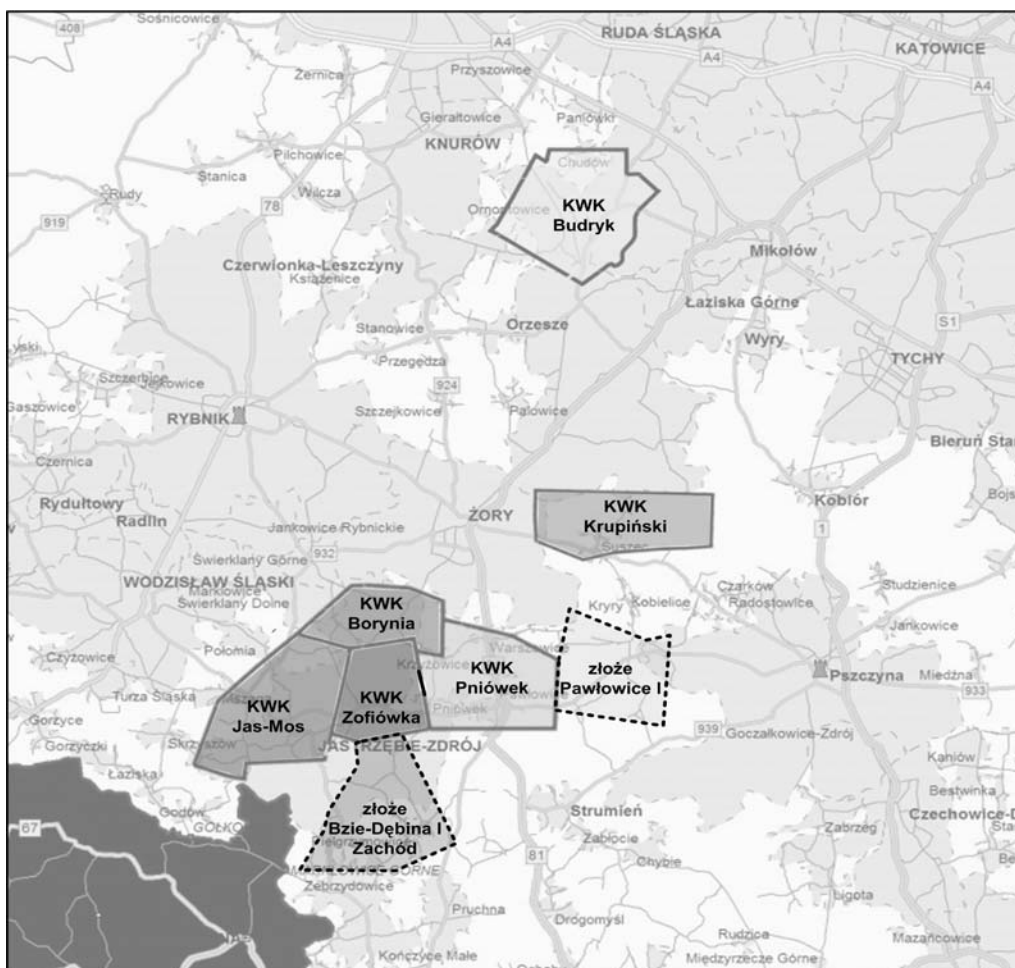 408
Sośnicowice
RUDA ŚLĄSKA
A4
KATOWICE
A4
A4
Żernica
Przyszowice
Gierałtowice
Paniówki
KNURÓW
Pilchowice
Chudów
Stanica
Wilcza
Rudy
78
919
Ornontowice
KWK
Budryk
Mikołów
Czerwionka-Leszczyny
Książenice
Łaziska Górne
Orzesze
Stanowice
S1
Wyry
TYCHY
Przegędza
Szczerbice
Jejkowice
924
Gaszowice
Szczejkowice
Palowice
RYBNIK
Czernica
Rydułtowy
Radlin
KWK
Krupiński
Kobiór
ŻORY
Jankowice Rybnickie
Suszec
1
932
Świerklany Górne
WODZISŁAW ŚLĄSKI
Marklowice
Świerklany Dolne
Czarków
Radostowice
Studzienice
KWK
Borynia
Kryry
Kobielice
Jankowice
Połomia
Czyżowice
Krzyżowice
Warszowice
złoże
Pawłowice I
KWK
Pniówek
Pszczyna
Miedźna
933
Turza Śląska
Mszana
Pawłowice
Pniówek
KWK
Jas-Mos
KWK
Zofiówka
Gorzyce
Skrzyszów
939
Goczałkowice-Zdrój
Gorzyczki
JASTRZĘBIE-ZDRÓJ
Łaziska
Kaniów
Bestwinka
Godów
złoże
Bzie-Dębina I
Zachód
Strumień
Czechowice-D
67
Zabłocie
Zabrzeg
81
Chybie
Zebrzydowice
Ligota
Pruchna
Drogomyśl
Rudzica
Mazańcowice
Kończyce Małe
Międzyrzecze Górne